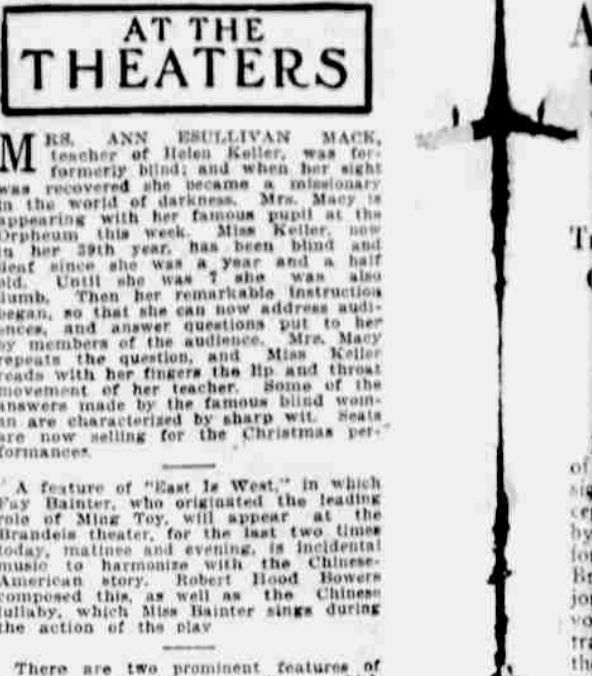 AT THE
THEATERS
MRS. ANN ESULLIVAN MACK,
teacher of Helen Keller, was for-
formerly blind; and when her sight
was recovered she became a missionary
in the world of darkness. Mrs. Macy is
appearing with her famous pupil at the
Orpheum this week. Miss Keller, now
in her 39th year, has been blind and
deaf since she was a year and a half
old. Until she was 7 she was also
dumb. Then her remarkable instruction
began, so that she can now address audi-
ences, and answer questions put to her
by members of the audience. Mrs. Macy
repeats the question, and Miss Keller
reads with her fingers the lip and throat
movement of her teacher. Some of the
answers made by the famous blind wom-
an are characterized by sharp wit. Seats
are now selling for the Christmas per-
formances.
A feature of "East Is West," in which
Fay Bainter, who originated the leading
role of Ming Toy, will appear at the
Brandeis theater, for the last two times
today, matinee and evening, is incidental
music to harmonize with the Chinese-
American story. Robert Hood Bowers
composed this, as well as the Chinese
lullaby, which Miss Bainter sings during
the action of the play
There are two prominent features of
A
of
by
the